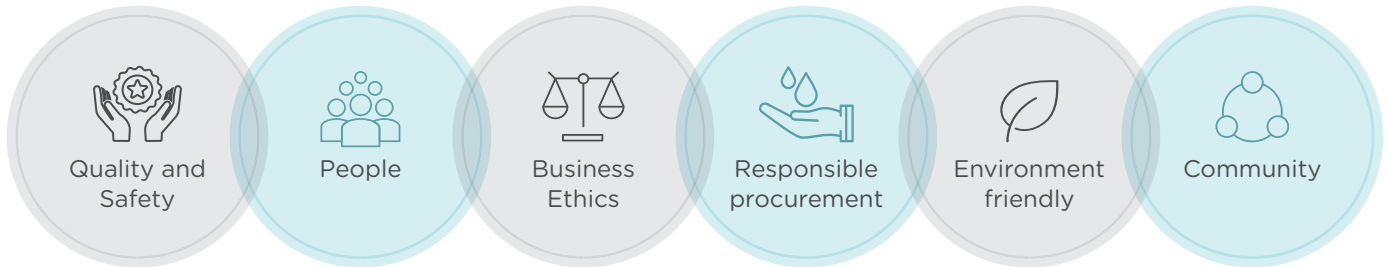 Quality and
Safety
People
Business
Ethics
Responsible
procurement
Environment
friendly
Community